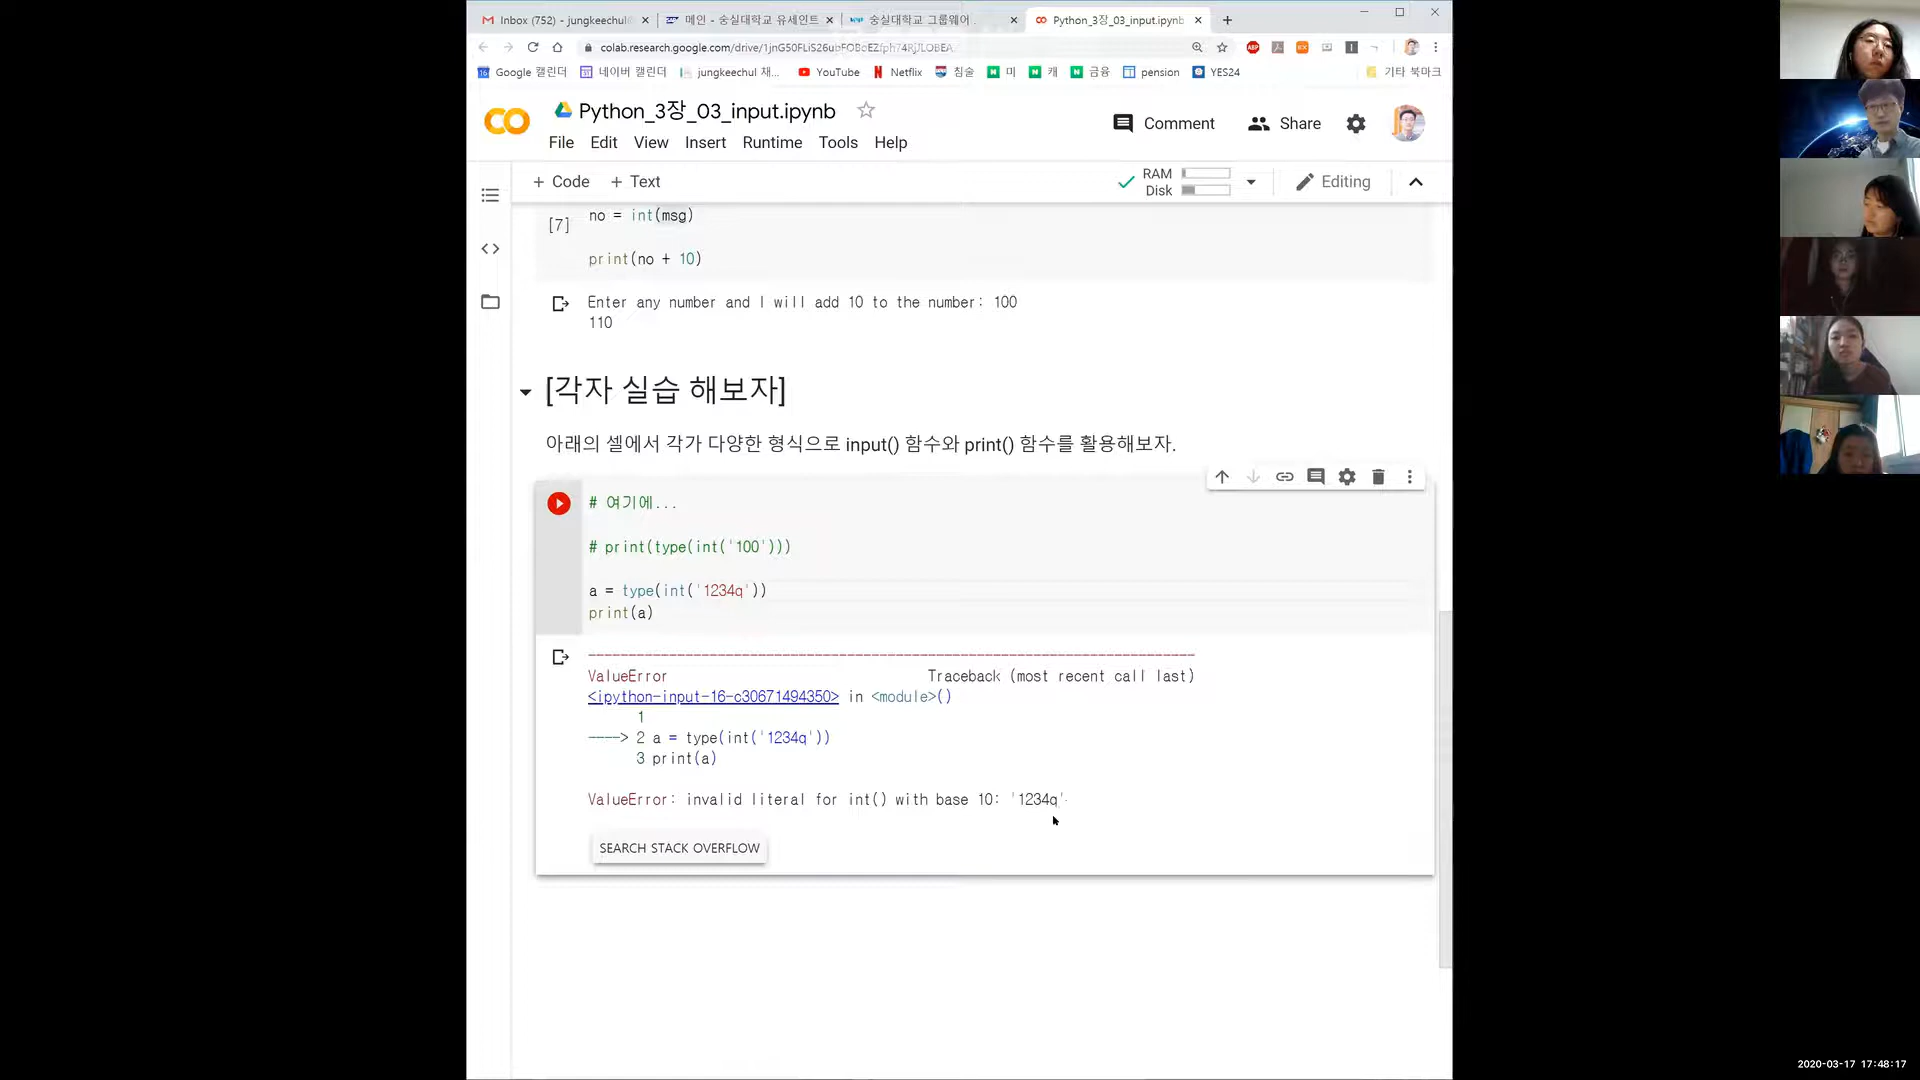 Inbox (752) - jungkeechul
메인 - 숭실대학교 유세인트
숭실대학교 그룹웨어
Python_3장_03_input.ipynb
colab.research.google.com/drive/
Google 캘린더
네이버 캘린더
jungkeechul 채...
YouTube
Netflix
침술
미
캐
금융
pension
YES24
기타 북마크
Python_3장_03_input.ipynb
Comment
Share
File Edit View Insert Runtime Tools Help
+ Code + Text
RAM
Disk
Editing
no = int(msg)
[7]
print(no + 10)
Enter any number and I will add 10 to the number: 100
110
[각자 실습 해보자]
아래의 셀에서 각가 다양한 형식으로 input() 함수와 print() 함수를 활용해보자.
# 여기에...
# print(type(int('100')))
a = type(int('1234q'))
print(a)
ValueError Traceback (most recent call last)
<ipython-input-16-c30671494350> in <module>()
1
----> 2 a = type(int('1234q'))
3 print(a)
ValueError: invalid literal for int() with base 10: '1234q'
SEARCH STACK OVERFLOW
2020-03-17 17:48:17